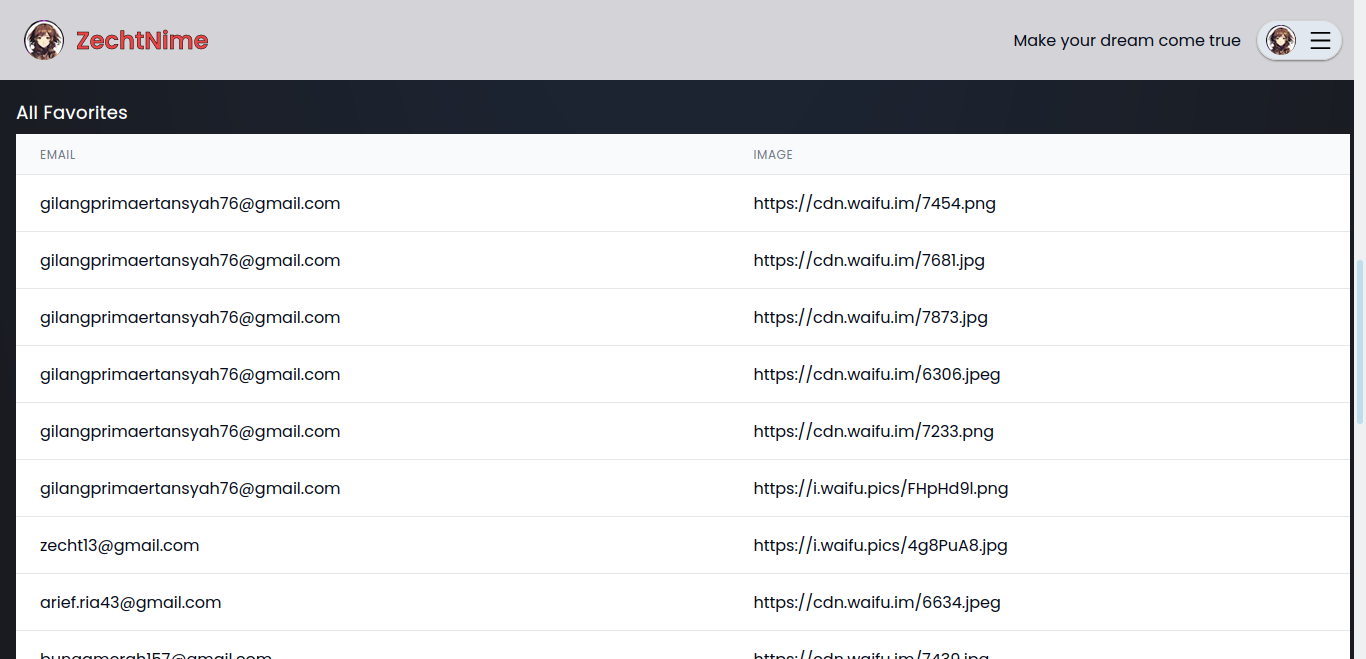 ZechtNime
Make your dream come true
All Favorites
EMAIL IMAGE
gilangprimaertansyah76@gmail.com https://cdn.waifu.im/7454.png
gilangprimaertansyah76@gmail.com https://cdn.waifu.im/7681.jpg
gilangprimaertansyah76@gmail.com https://cdn.waifu.im/7873.jpg
gilangprimaertansyah76@gmail.com https://cdn.waifu.im/6306.jpeg
gilangprimaertansyah76@gmail.com https://cdn.waifu.im/7233.png
gilangprimaertansyah76@gmail.com https://i.waifu.pics/FHpHd9l.png
zecht13@gmail.com https://i.waifu.pics/4g8PuA8.jpg
arief.ria43@gmail.com https://cdn.waifu.im/6634.jpeg